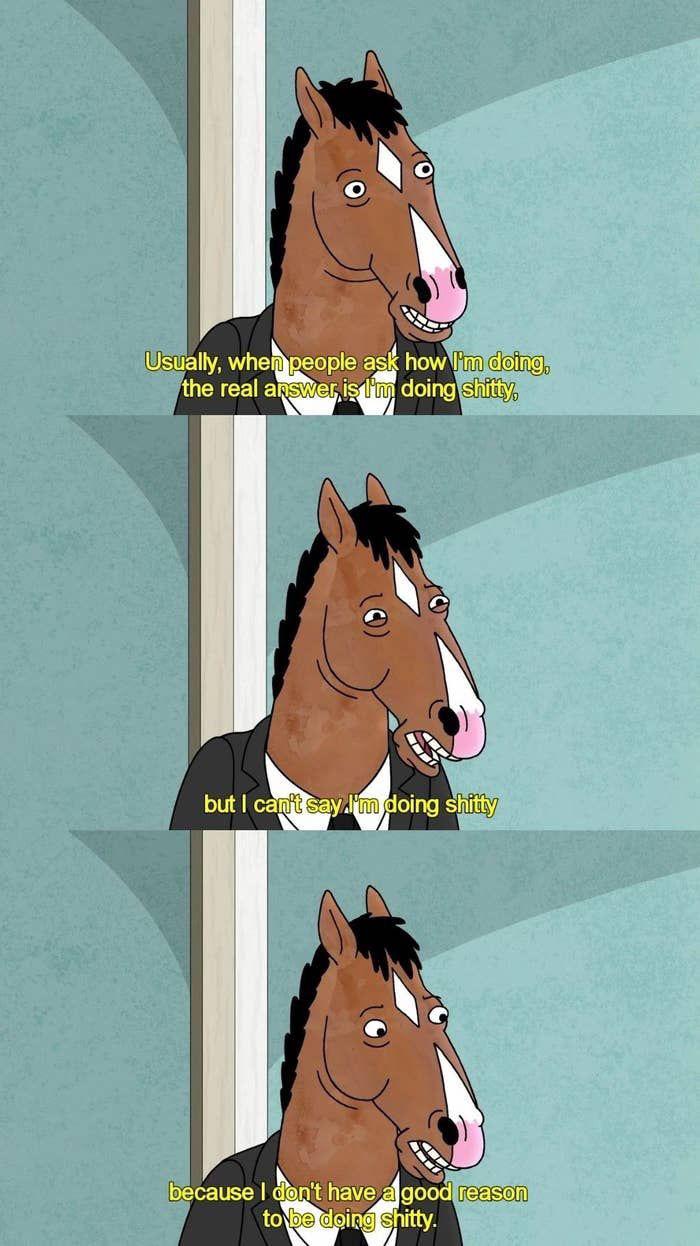 Usually, when people ask how I'm doing,
the real answer is I'm doing shitty,
but I can't say I'm doing shitty
because I don't have a good reason
to be doing shitty.